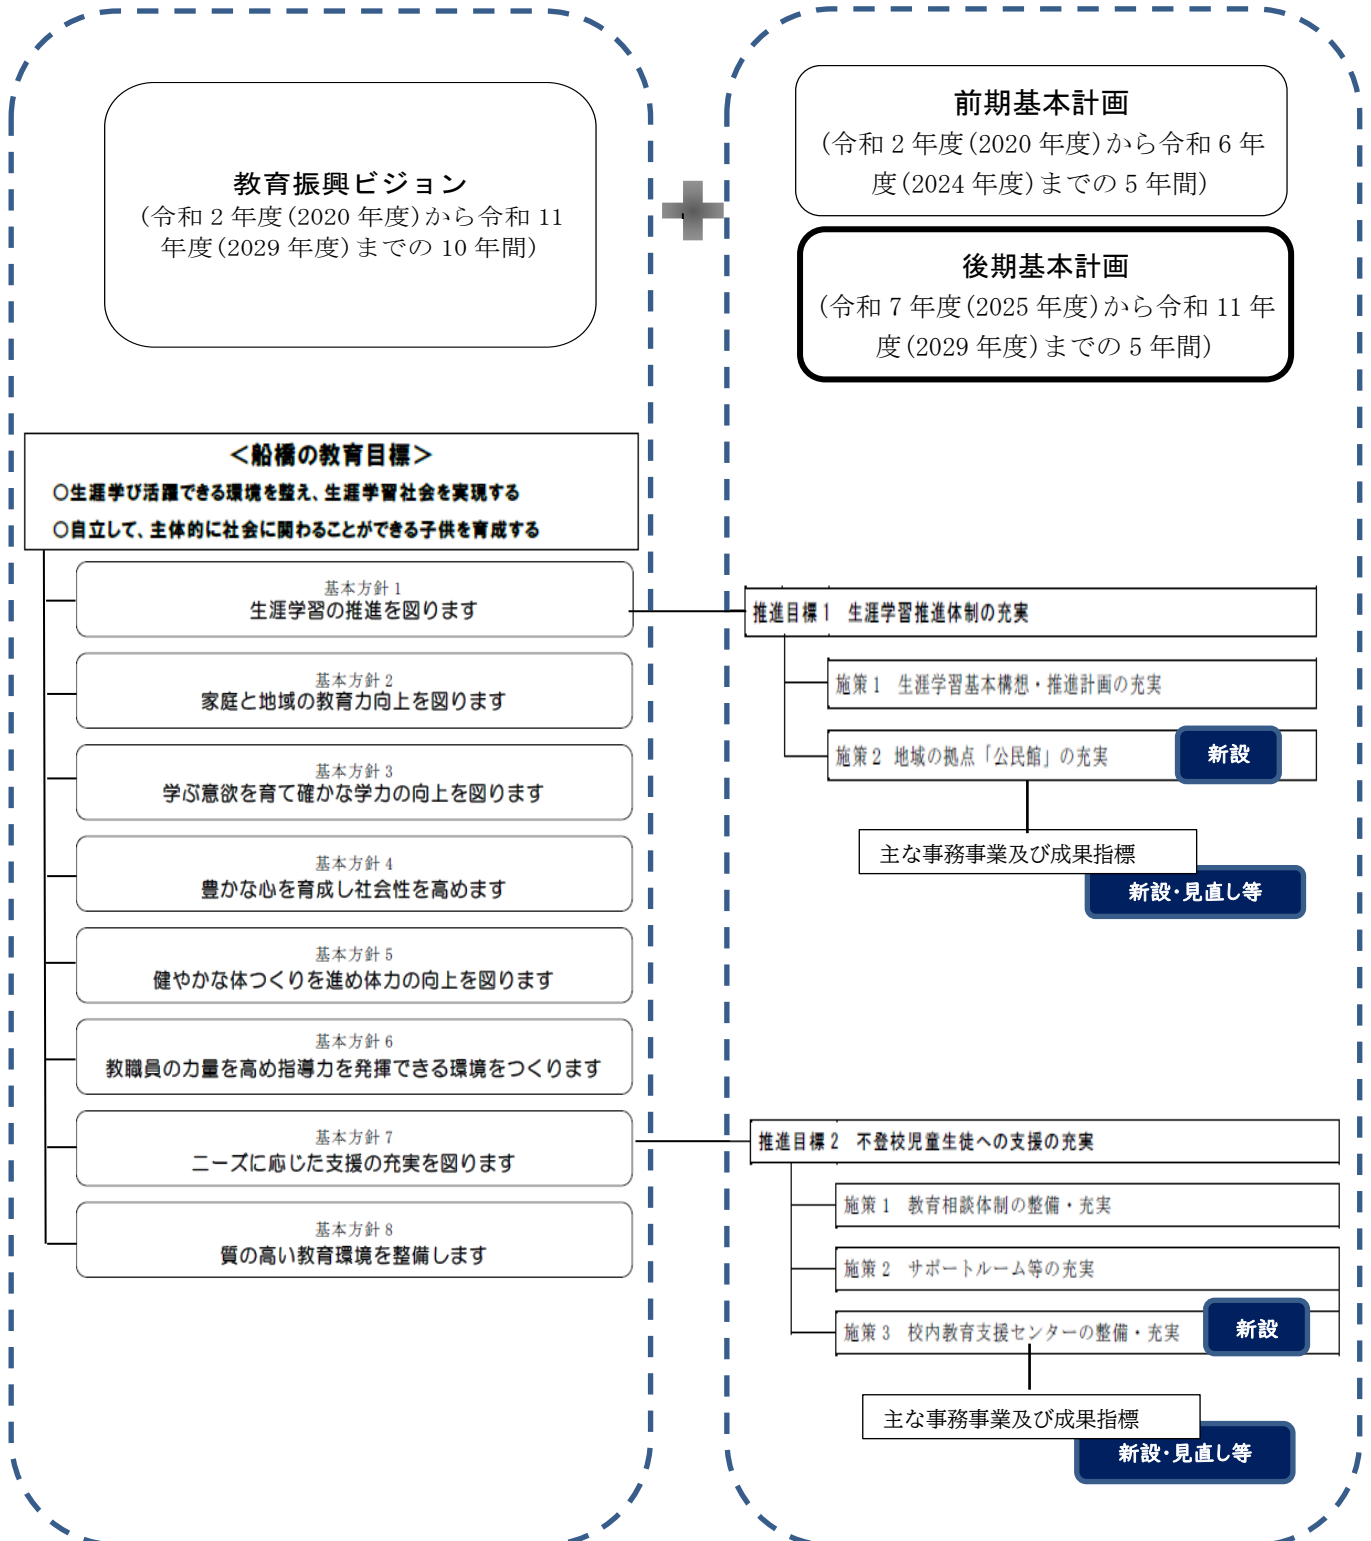 教育振興ビジョン
(令和 2 年度(2020 年度)から令和 11
年度(2029 年度)までの 10 年間)
前期基本計画
(令和 2 年度(2020 年度)から令和 6 年
度(2024 年度)までの 5 年間)
後期基本計画
(令和 7 年度(2025 年度)から令和 11 年
度(2029 年度)までの 5 年間)
＜船橋の教育目標＞
○生涯学び活躍できる環境を整え、生涯学習社会を実現する
○自立して、主体的に社会に関わることができる子供を育成する
基本方針 1
生涯学習の推進を図ります
基本方針 2
家庭と地域の教育力向上を図ります
基本方針 3
学ぶ意欲を育て確かな学力の向上を図ります
基本方針 4
豊かな心を育成し社会性を高めます
基本方針 5
健やかな体つくりを進め体力の向上を図ります
基本方針 6
教職員の力量を高め指導力を発揮できる環境をつくります
基本方針 7
ニーズに応じた支援の充実を図ります
基本方針 8
質の高い教育環境を整備します
推進目標 1　生涯学習推進体制の充実
施策 1　生涯学習基本構想・推進計画の充実
施策 2　地域の拠点「公民館」の充実
新設
主な事務事業及び成果指標
新設・見直し等
推進目標 2　不登校児童生徒への支援の充実
施策 1　教育相談体制の整備・充実
施策 2　サポートルーム等の充実
施策 3　校内教育支援センターの整備・充実
新設
主な事務事業及び成果指標
新設・見直し等